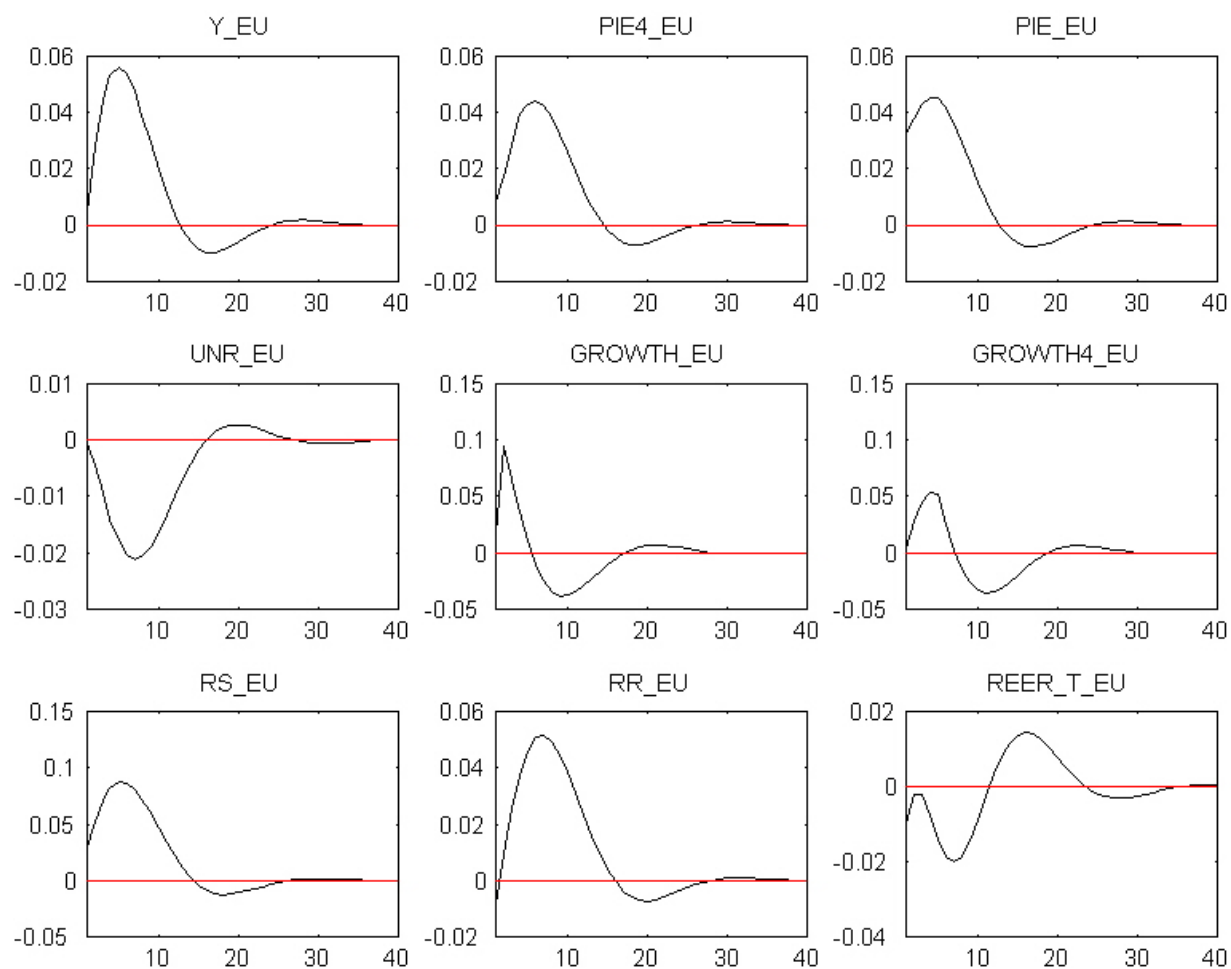 Y_EU PIE4_EU PIE_EU
0.06 0.06 0.06
0.04 0.04 0.04
0.02 0.02 0.02
0 0 0
-0.02 -0.02 -0.02
10 20 30 40 10 20 30 40 10 20 30 40
UNR_EU GROWTH_EU GROWTH4_EU
0.01 0.15 0.15
0 0.1 0.1
-0.01 0.05 0.05
-0.02 0 0
-0.03 -0.05 -0.05
10 20 30 40 10 20 30 40 10 20 30 40
RS_EU RR_EU REER_T_EU
0.15 0.06 0.02
0.1 0.04 0
0.05 0.02 -0.02
0 0 -0.04
-0.05 -0.02
10 20 30 40 10 20 30 40 10 20 30 40